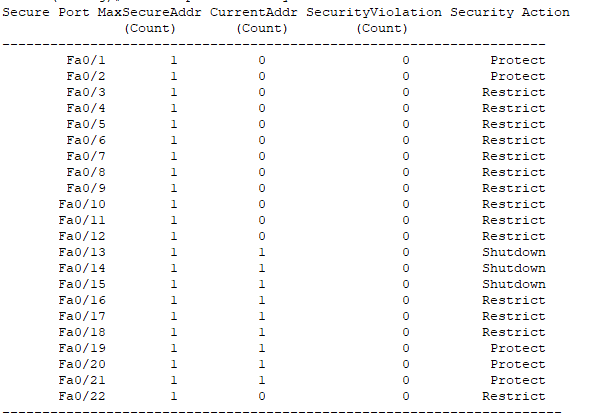 Secure Port MaxSecureAddr CurrentAddr SecurityViolation Security Action
(Count) (Count) (Count)
--------------------------------------------------------------------
Fa0/1 1 0 0 Protect
Fa0/2 1 0 0 Protect
Fa0/3 1 0 0 Restrict
Fa0/4 1 0 0 Restrict
Fa0/5 1 0 0 Restrict
Fa0/6 1 0 0 Restrict
Fa0/7 1 0 0 Restrict
Fa0/8 1 0 0 Restrict
Fa0/9 1 0 0 Restrict
Fa0/10 1 0 0 Restrict
Fa0/11 1 0 0 Restrict
Fa0/12 1 0 0 Restrict
Fa0/13 1 1 0 Shutdown
Fa0/14 1 1 0 Shutdown
Fa0/15 1 1 0 Shutdown
Fa0/16 1 1 0 Restrict
Fa0/17 1 1 0 Restrict
Fa0/18 1 1 0 Restrict
Fa0/19 1 1 0 Protect
Fa0/20 1 1 0 Protect
Fa0/21 1 1 0 Protect
Fa0/22 1 0 0 Restrict
----------------------------------------------------------------------